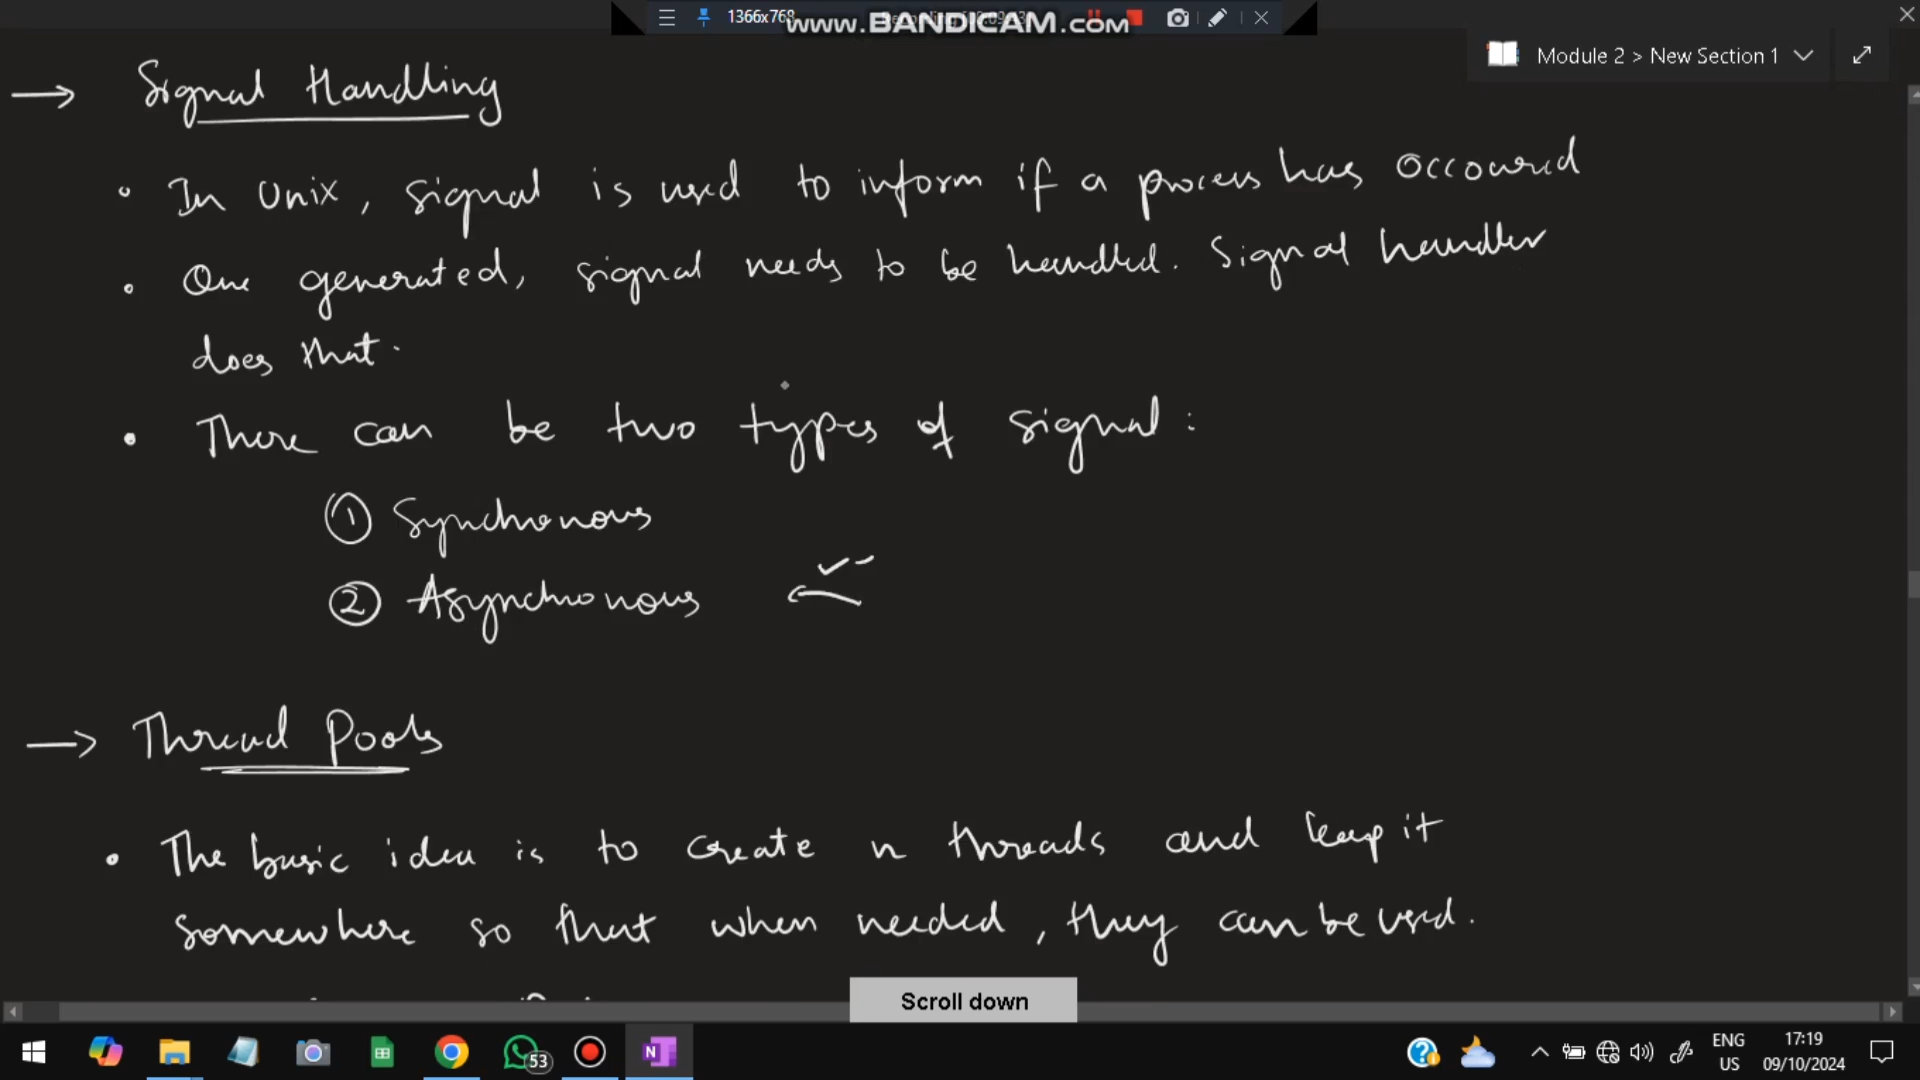 1366x768
www.BANDICAM.com
Module 2 > New Section 1
→ Signal Handling
• In Unix, signal is used to inform if a process has occoured
• One generated, signal needs to be handled. Signal handler
does that.
• There can be two types of signal :
① Synchronous
② Asynchronous
→ Thread Pools
• The basic idea is to create n threads and keep it
somewhere so that when needed, they can be used.
Scroll down
53
ENG
US
17:19
09/10/2024